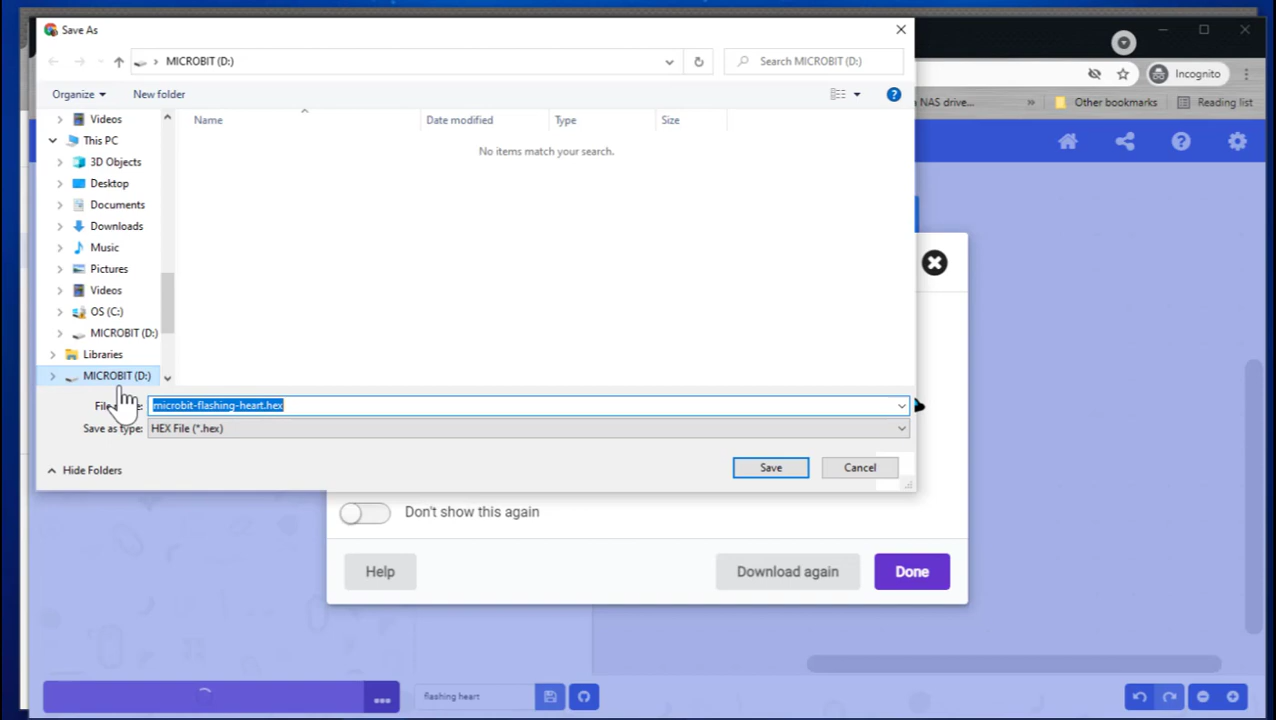 Save As
MICROBIT (D:)
Search MICROBIT (D:)
Incognito
Organize
New folder
NAS drive...
»
Other bookmarks
Reading list
Name
Date modified
Type
Size
No items match your search.
Videos
This PC
3D Objects
Desktop
Documents
Downloads
Music
Pictures
Videos
OS (C:)
MICROBIT (D:)
Libraries
MICROBIT (D:)
microbit-flashing-heart.hex
Save as type:
HEX File (*.hex)
Hide Folders
Save
Cancel
Don't show this again
Help
Download again
Done
flashing heart